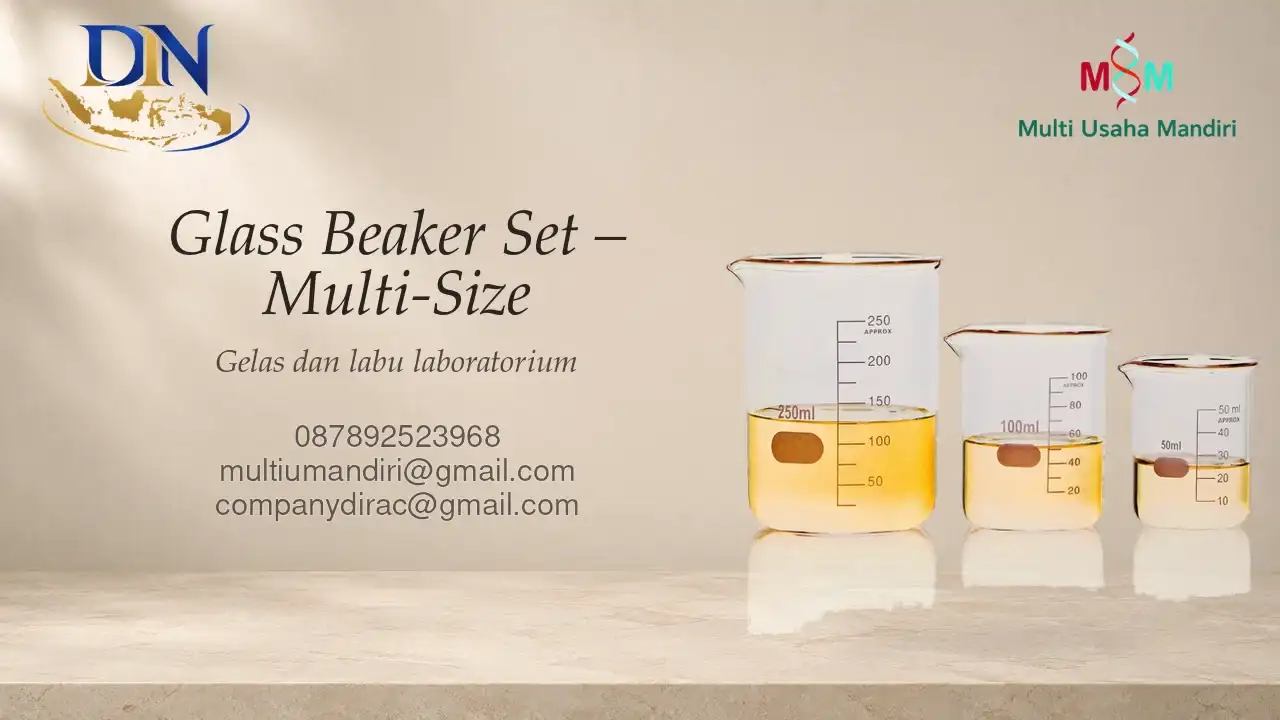 DIN
M M
Multi Usaha Mandiri
Glass Beaker Set –
Multi-Size
Gelas dan labu laboratorium
087892523968
multiumandiri@gmail.com
companydirac@gmail.com
250
APPROX
200
150
250ml
100
50
100
APPROX
80
100ml
60
40
20
50 ml
APPROX
40
50ml
30
20
10